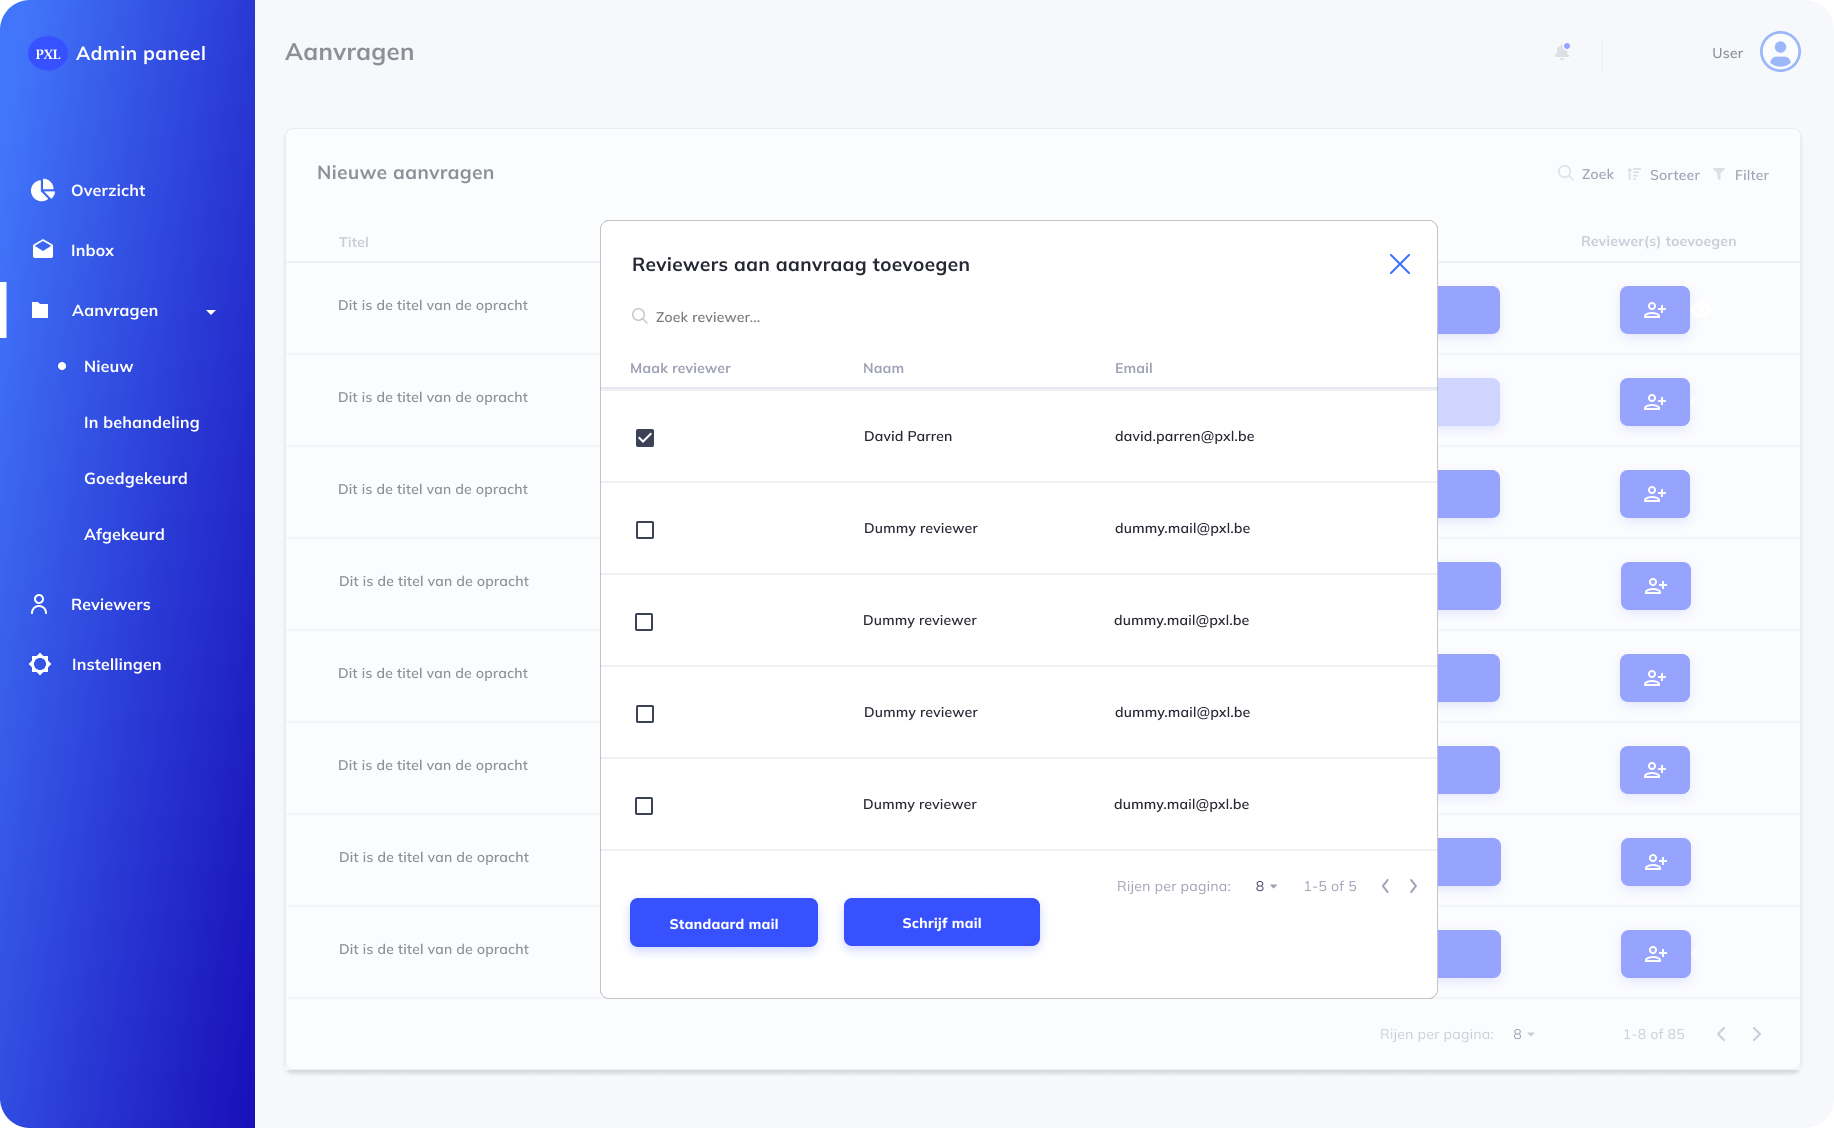 PXL Admin paneel
Overzicht
Inbox
Aanvragen
Nieuw
In behandeling
Goedgekeurd
Afgekeurd
Reviewers
Instellingen
Aanvragen
User
Nieuwe aanvragen
Zoek Sorteer Filter
Titel
Reviewer(s) toevoegen
Dit is de titel van de opracht
Dit is de titel van de opracht
Dit is de titel van de opracht
Dit is de titel van de opracht
Dit is de titel van de opracht
Dit is de titel van de opracht
Dit is de titel van de opracht
Dit is de titel van de opracht
Reviewers aan aanvraag toevoegen
Zoek reviewer...
Maak reviewer Naam Email
David Parren david.parren@pxl.be
Dummy reviewer dummy.mail@pxl.be
Dummy reviewer dummy.mail@pxl.be
Dummy reviewer dummy.mail@pxl.be
Dummy reviewer dummy.mail@pxl.be
Rijen per pagina: 8 1-5 of 5
Standaard mail Schrijf mail
Rijen per pagina: 8 1-8 of 85